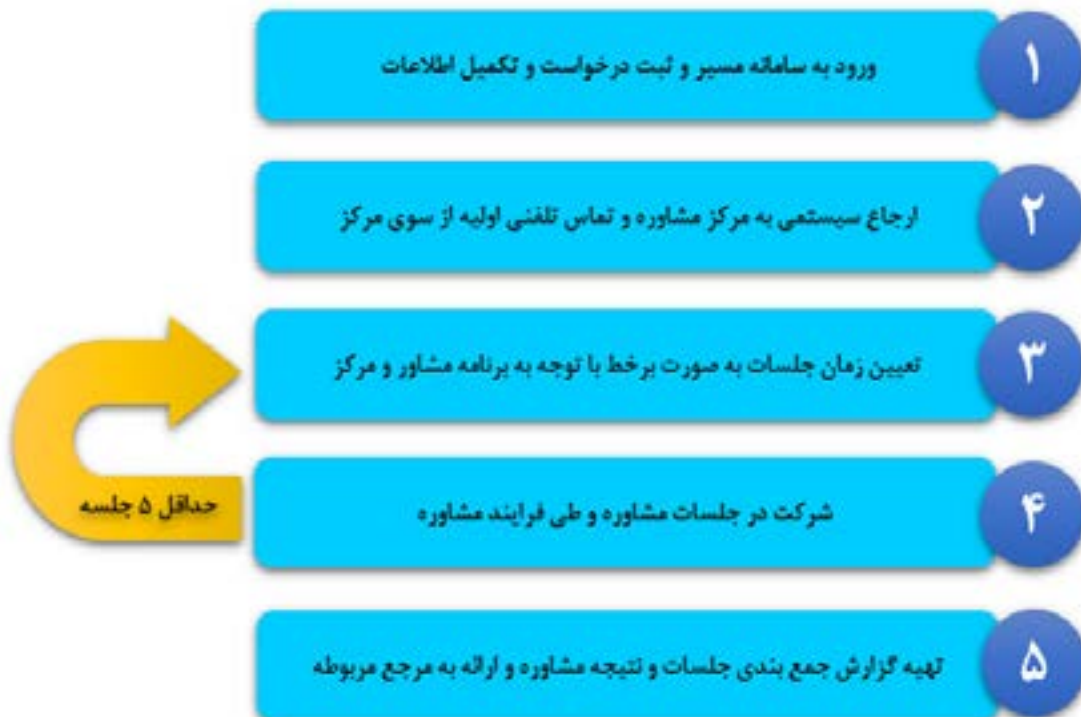 ۱
ورود به سامانه مسیر و ثبت درخواست و تکمیل اطلاعات
۲
ارجاع سیستمی به مرکز مشاوره و تماس تلفنی اولیه از سوی مرکز
۳
تعیین زمان جلسات به صورت برخط با توجه به برنامه مشاور و مرکز
۴
شرکت در جلسات مشاوره و طی فرایند مشاوره
حداقل ۵ جلسه
۵
تهیه گزارش جمع بندی جلسات و نتیجه مشاوره و ارائه به مرجع مربوطه